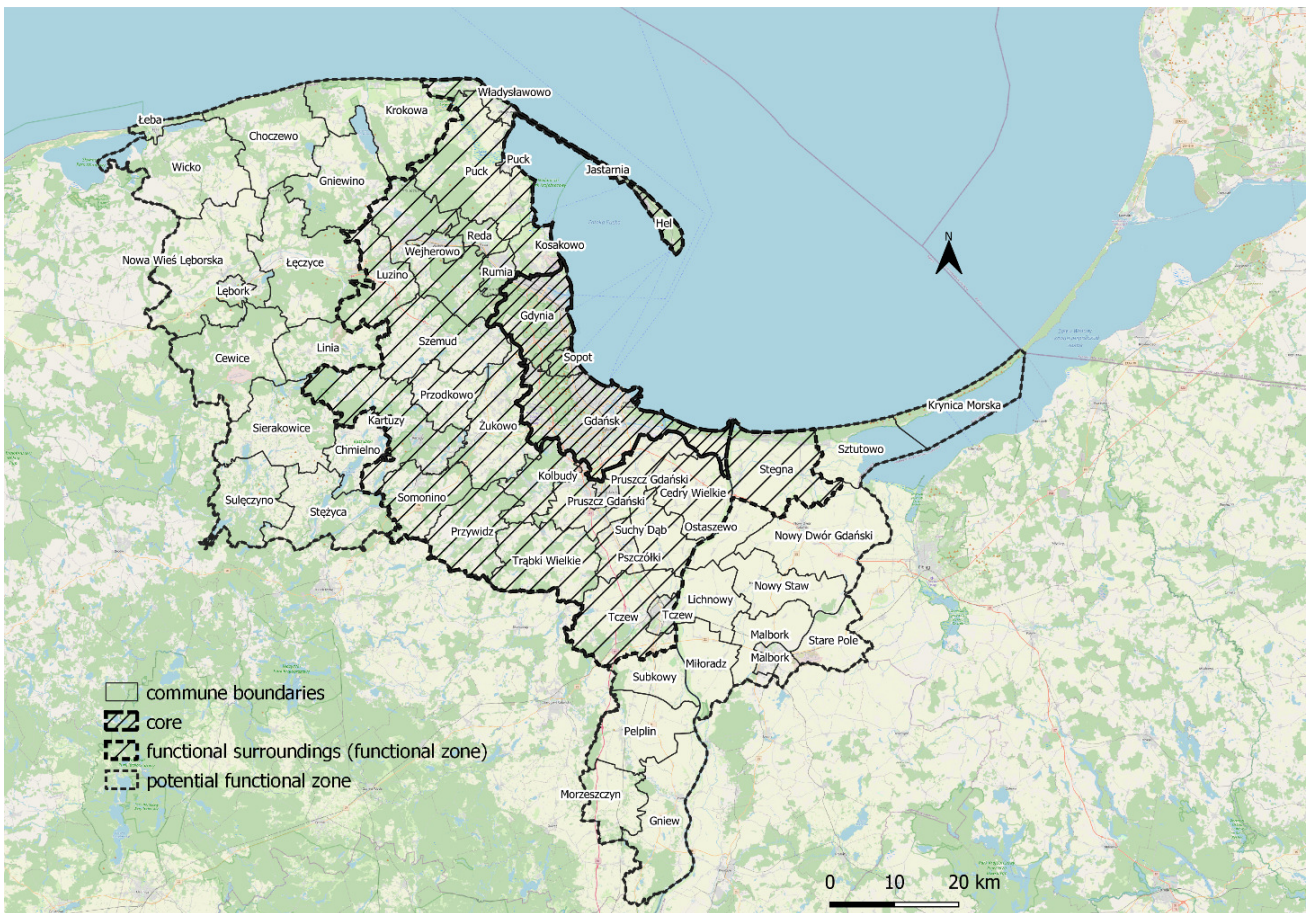 Władysławowo
Krokowa
Łeba
Choczewo
Puck
Wicko
Puck
Jastarnia
Gniewino
Hel
N
Reda
Kosakowo
Wejherowo
Nowa Wieś Lęborska
Łęczyce
Rumia
Luzino
Lębork
Gdynia
Szemud
Linia
Sopot
Cewice
Przodkowo
Krynica Morska
Kartuzy
Gdańsk
Sierakowice
Żukowo
Chmielno
Sztutowo
Stegna
Kolbudy
Pruszcz Gdański
Cedry Wielkie
Somonino
Sulęczyno
Pruszcz Gdański
Stężyca
Ostaszewo
Suchy Dąb
Przywidz
Nowy Dwór Gdański
Pszczółki
Trąbki Wielkie
Nowy Staw
Lichnowy
Tczew
Tczew
Malbork
Stare Pole
Malbork
Miłoradz
Subkowy
commune boundaries
core
Pelplin
functional surroundings (functional zone)
potential functional zone
Morzeszczyn
Gniew
0 10 20 km